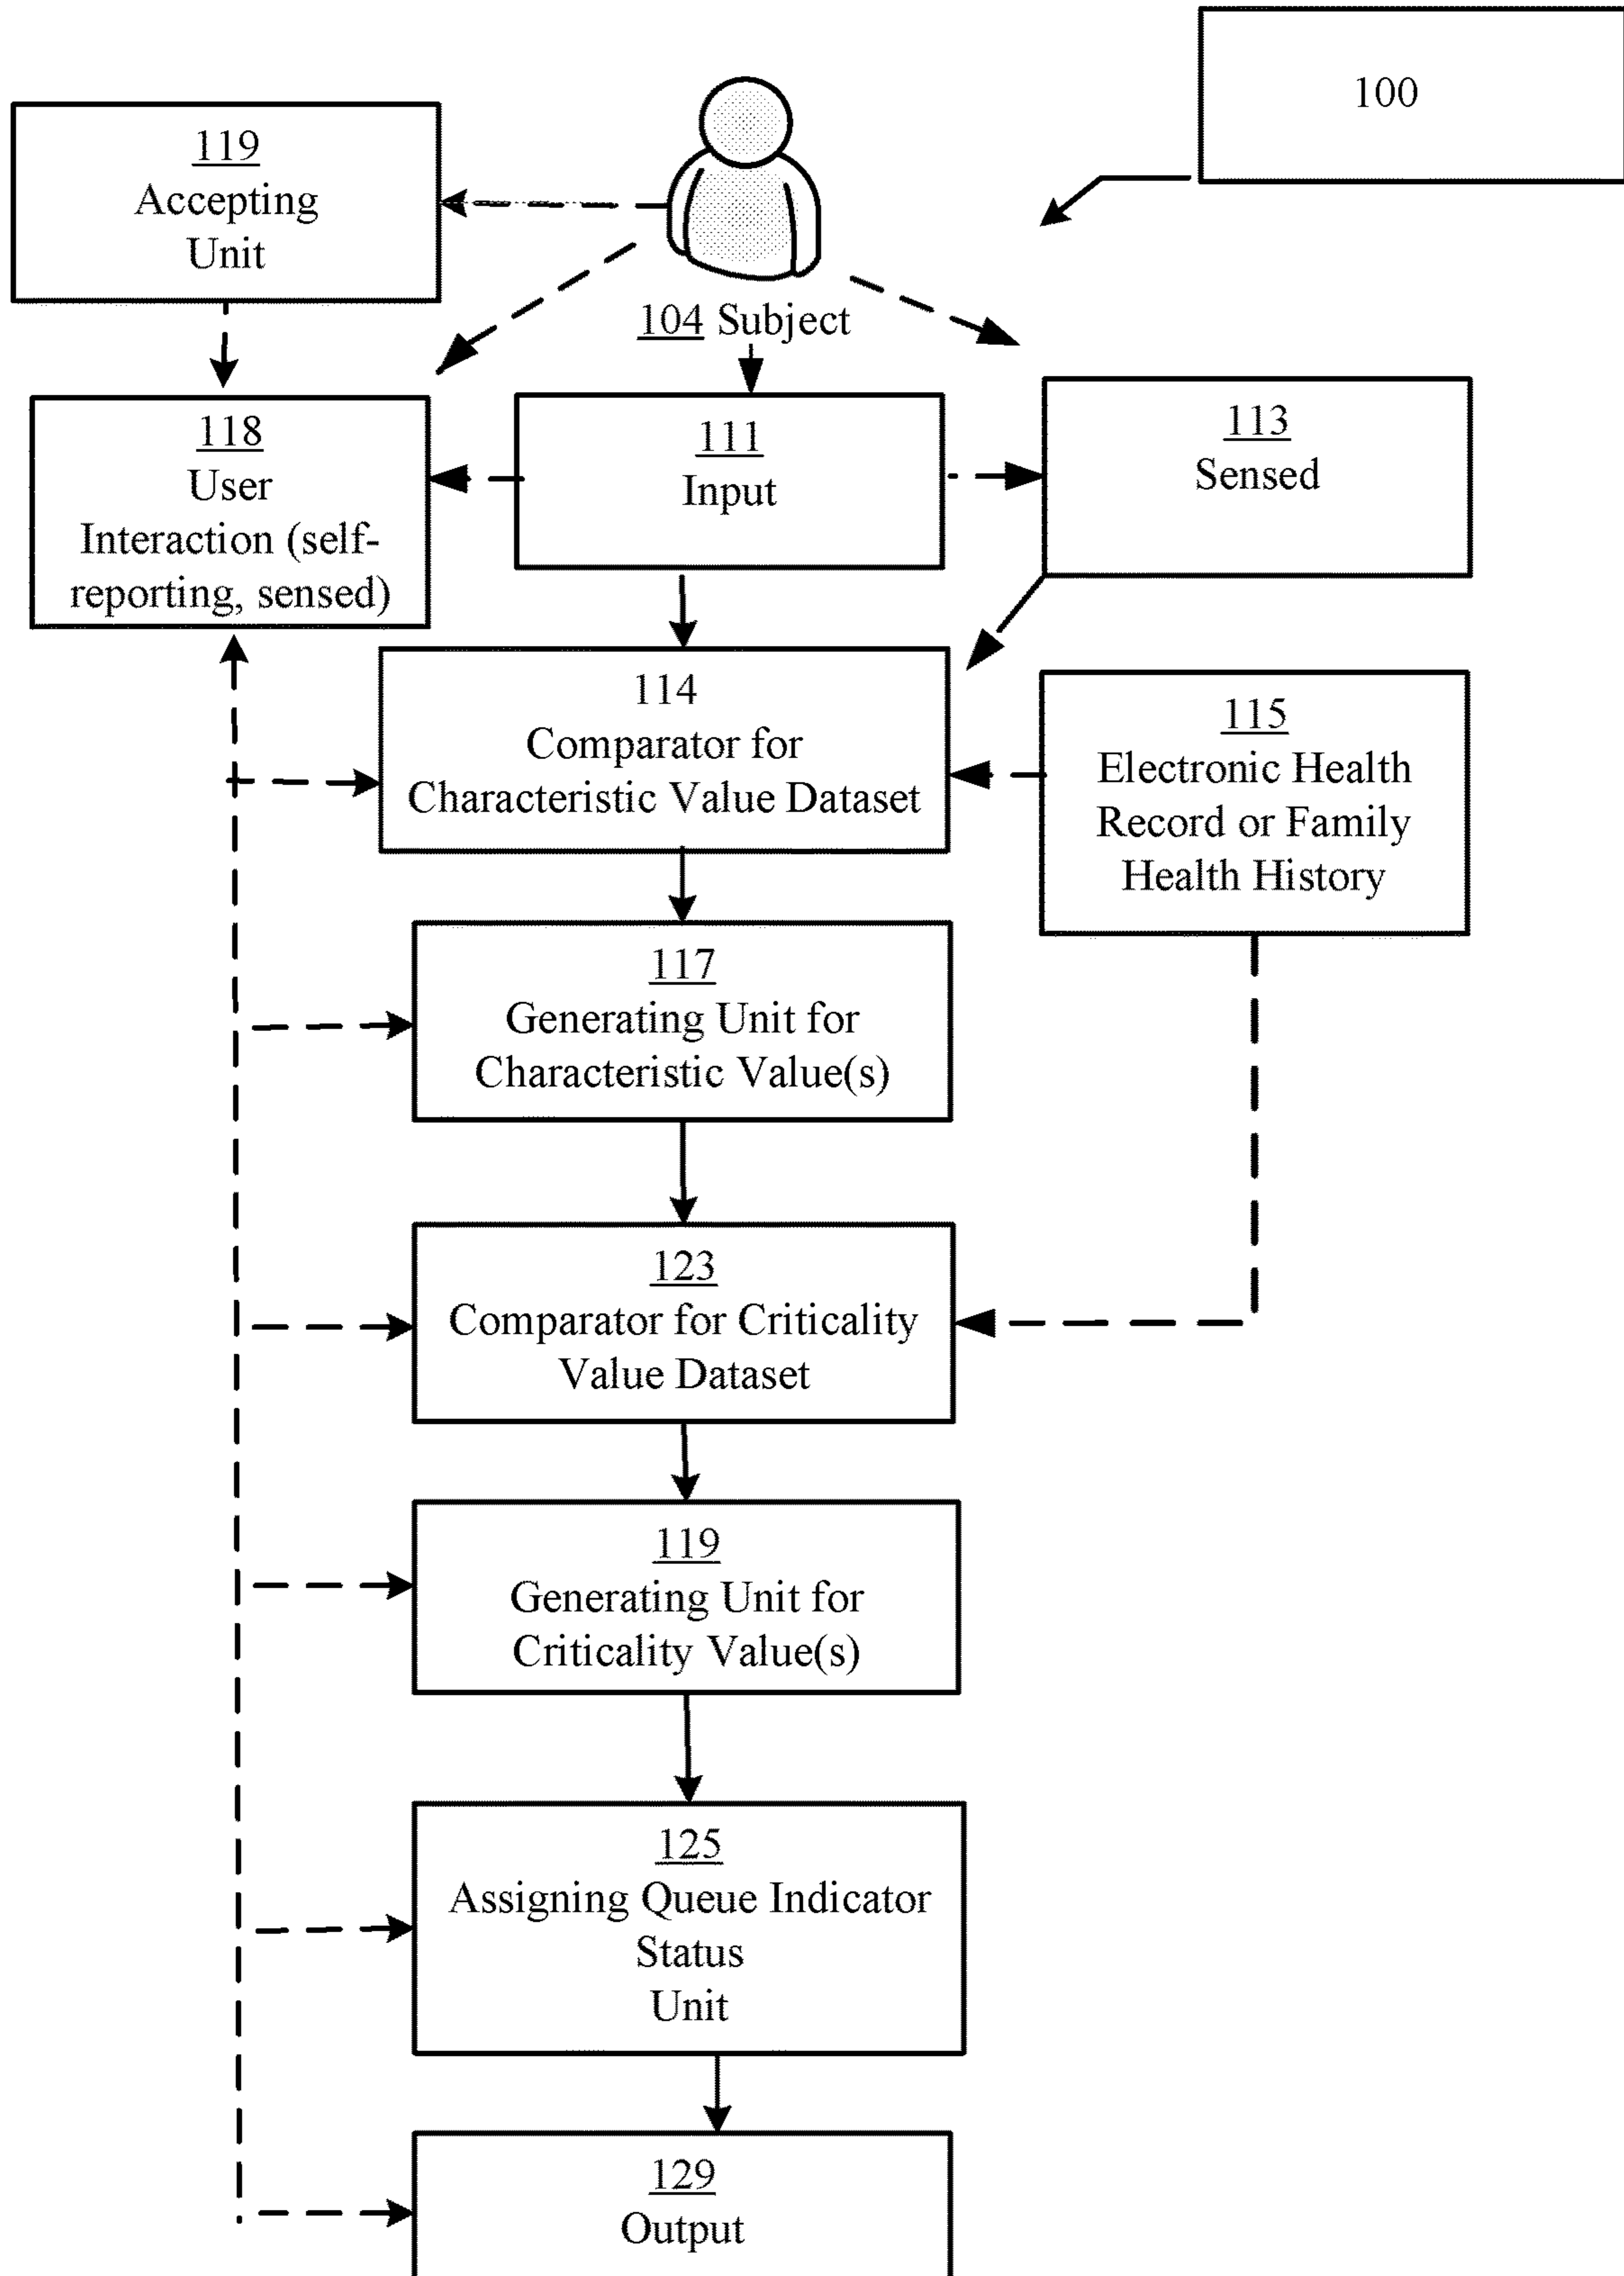 100
119
Accepting
Unit
104 Subject
118
User
Interaction (self-
reporting, sensed)
111
Input
113
Sensed
114
Comparator for
Characteristic Value Dataset
115
Electronic Health
Record or Family
Health History
117
Generating Unit for
Characteristic Value(s)
123
Comparator for Criticality
Value Dataset
119
Generating Unit for
Criticality Value(s)
125
Assigning Queue Indicator
Status
Unit
129
Output